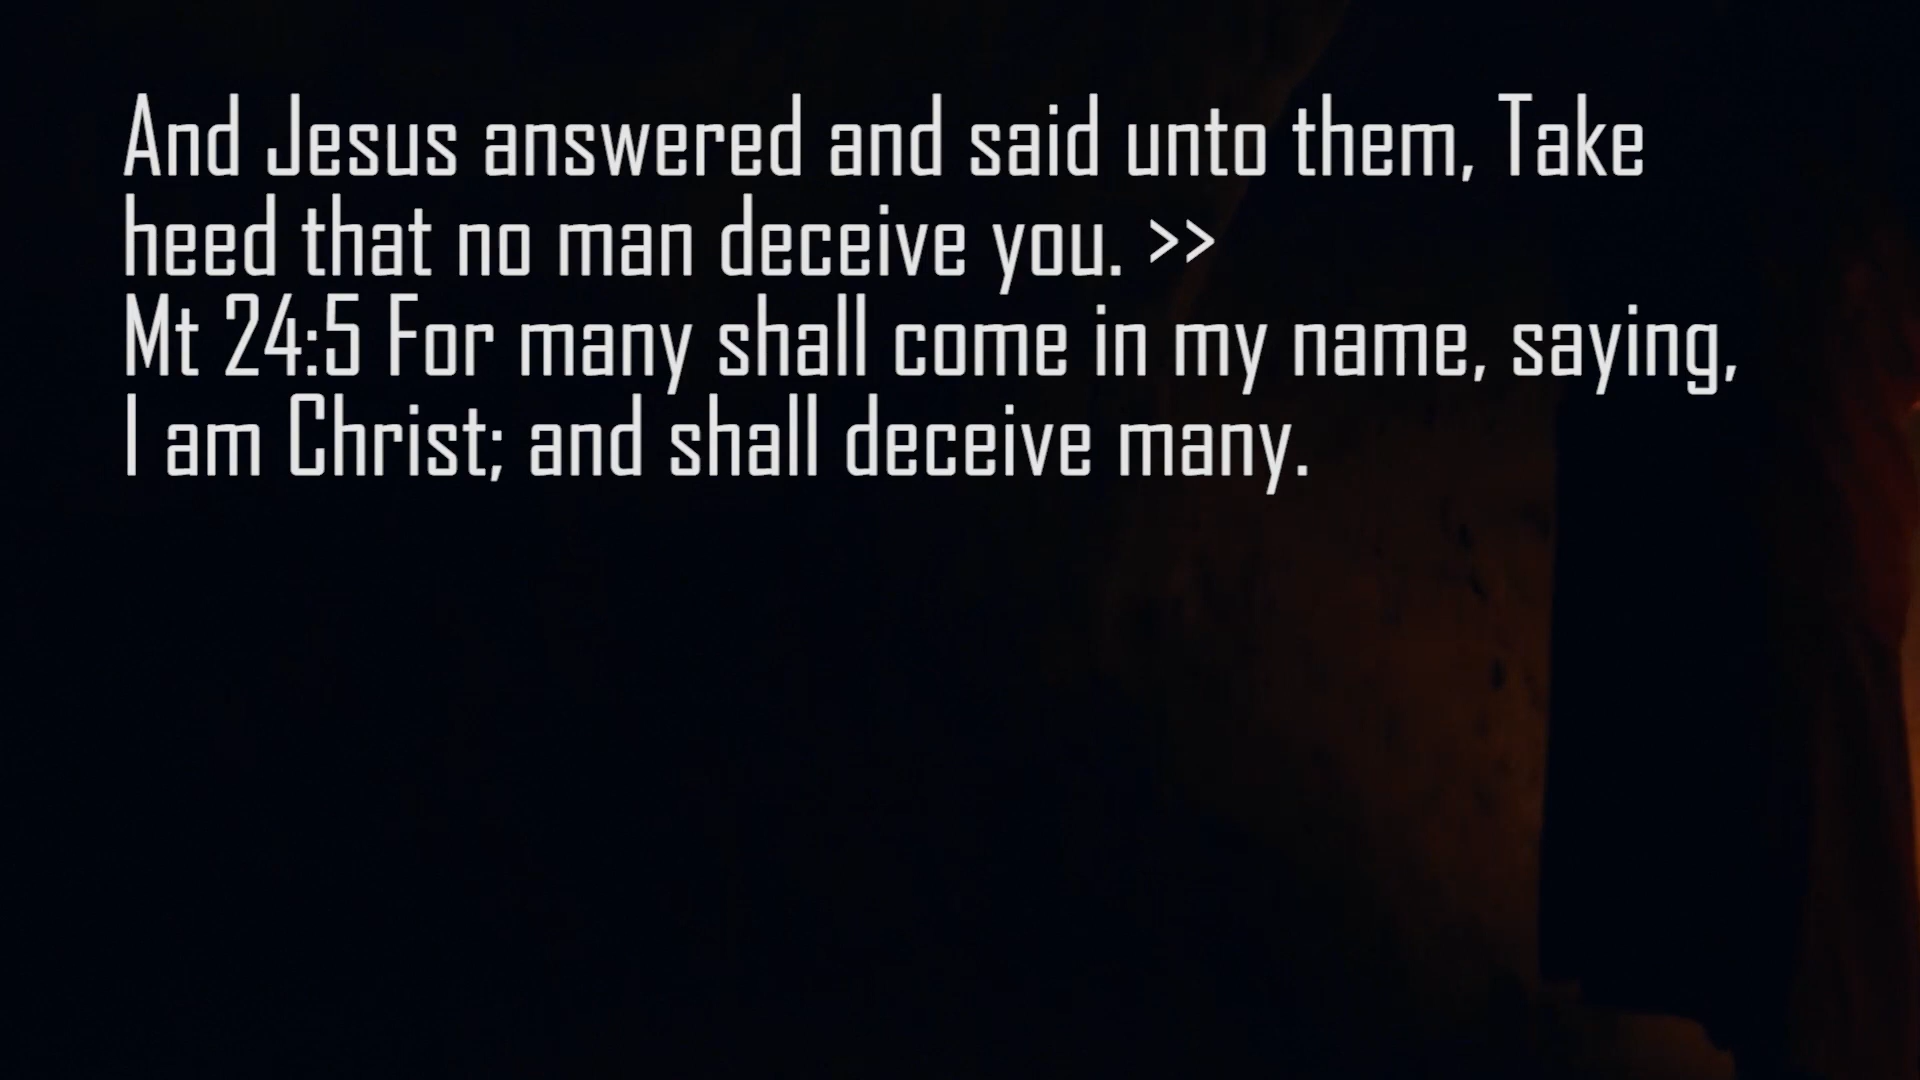 And Jesus answered and said unto them, Take
heed that no man deceive you. >>
Mt 24:5 For many shall come in my name, saying,
I am Christ; and shall deceive many.